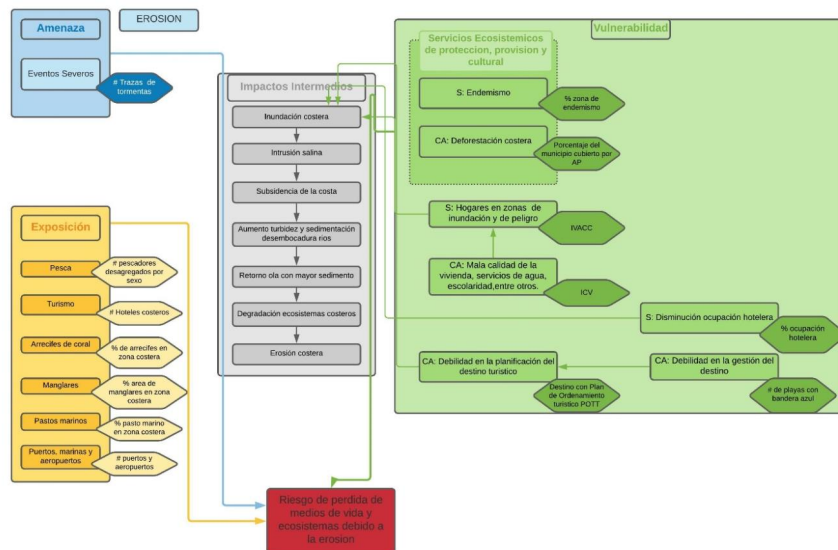 Amenaza
EROSION
Eventos Severos
# Trazas de
tormentas
Impactos Intermedios
Inundación costera
Intrusión salina
Subsidencia de la costa
Aumento turbidez y sedimentación
desembocadura rios
Retorno ola con mayor sedimento
Degradación ecosistemas costeros
Erosión costera
Vulnerabilidad
Servicios Ecosistemicos
de proteccion, provision y
cultural
S: Endemismo
% zona de
endemismo
CA: Deforestación costera
Porcentaje del
municipio cubierto por
AP
S: Hogares en zonas de
inundación y de peligro
IVACC
CA: Mala calidad de la
vivienda, servicios de agua,
escolaridad,entre otros.
ICV
S: Disminución ocupación hotelera
% ocupación
hotelera
CA: Debilidad en la planificación del
destino turistico
Destino con Plan
de Ordenamiento
turistico POTT
CA: Debilidad en la gestión del
destino
# de playas con
bandera azul
Exposición
Pesca
# pescadores
desagregados por
sexo
Turismo
# Hoteles costeros
Arrecifes de coral
% de arrecifes en
zona costera
Manglares
% area de
manglares en zona
costera
Pastos marinos
% pasto marino
en zona costera
Puertos, marinas y
aeropuertos
# puertos y
aeropuertos
Riesgo de perdida de
medios de vida y
ecosistemas debido a
la erosion